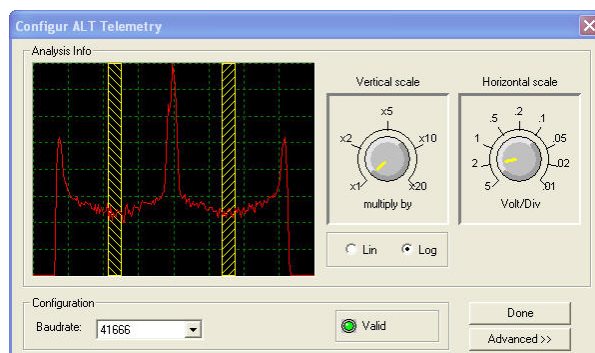 Configur ALT Telemetry
Analysis Info
Vertical scale
x1
x2
x5
x10
x20
multiply by
Lin
Log
Horizontal scale
5
2
1
.5
.2
.1
.05
.02
.01
Volt/Div
Configuration
Baudrate: 41666
Valid
Done
Advanced >>